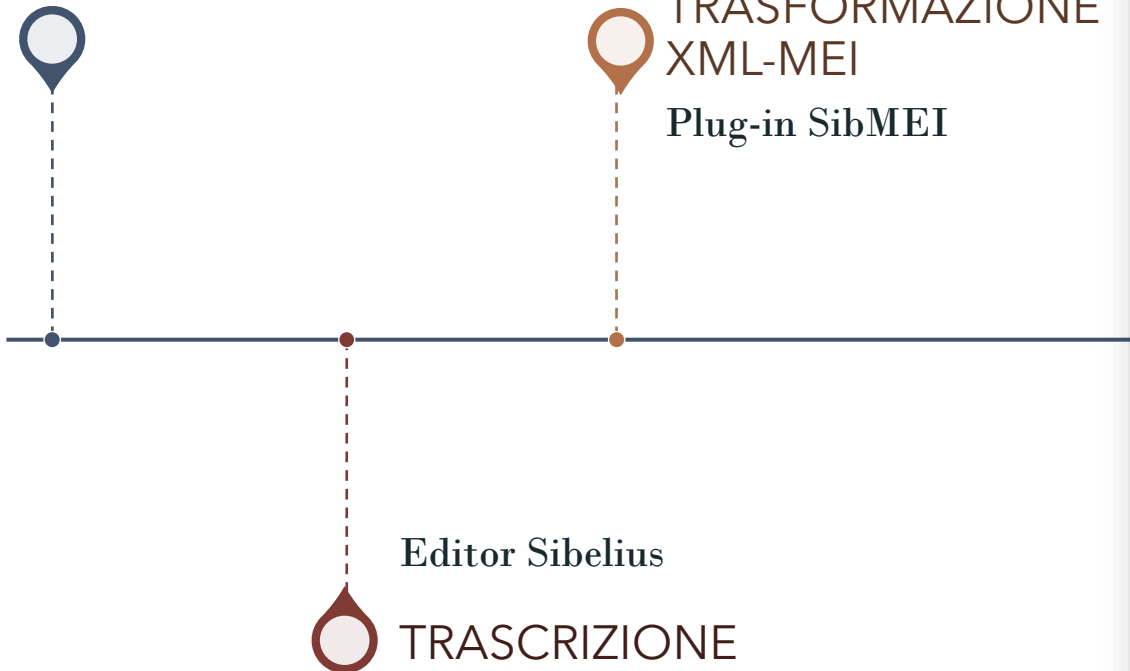 TRASFORMAZIONE
XML-MEI
Plug-in SibMEI
Editor Sibelius
TRASCRIZIONE